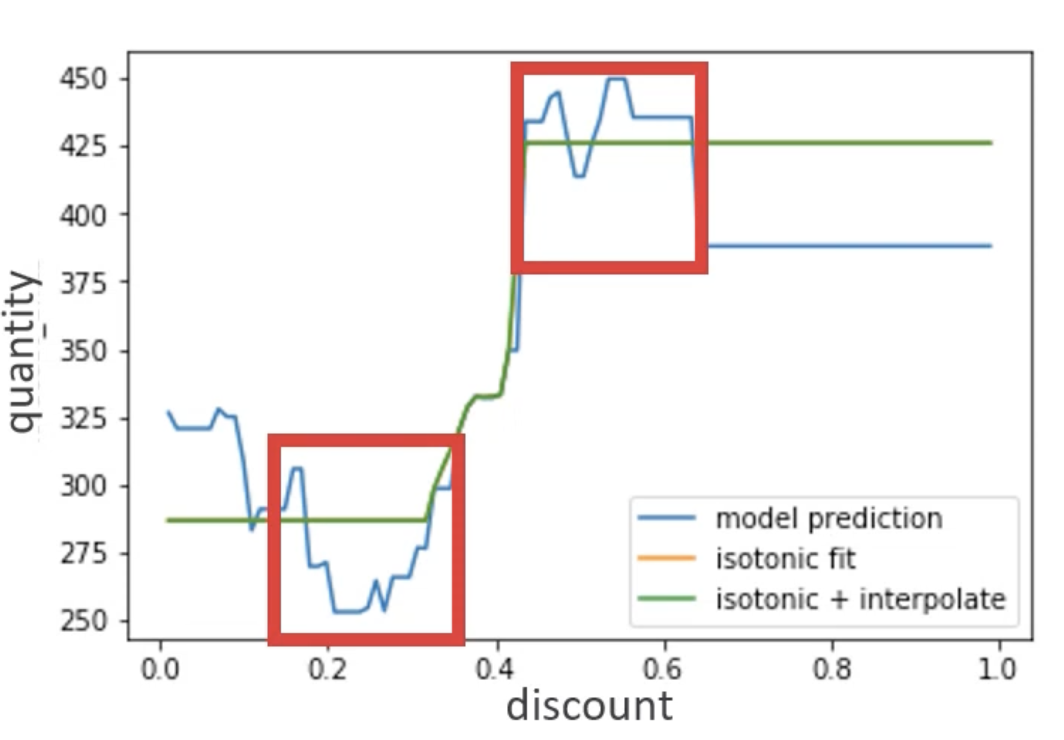 450
425
400
375
350
325
300
275
250
quantity
0.0 0.2 0.4 0.6 0.8 1.0
discount
model prediction
isotonic fit
isotonic + interpolate